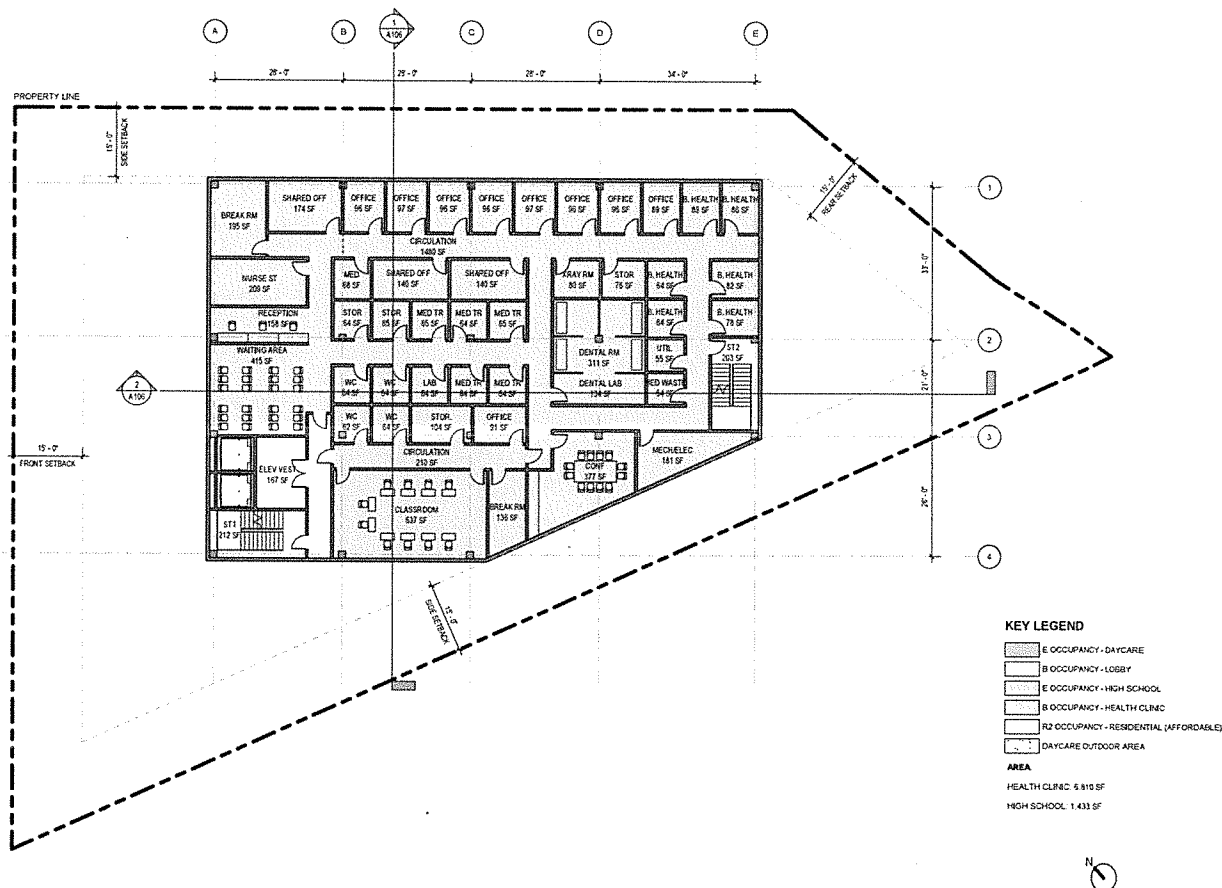 A
B
1
A106
C
D
E
28' - 0"
28' - 0"
28' - 0"
34' - 0"
PROPERTY LINE
15' - 0"
SIDE SETBACK
15' - 0"
REAR SETBACK
1
SHARED OFF
174 SF
OFFICE
96 SF
OFFICE
97 SF
OFFICE
96 SF
OFFICE
96 SF
OFFICE
97 SF
OFFICE
96 SF
OFFICE
96 SF
OFFICE
89 SF
B. HEALTH
B. HEALTH
86 SF
BREAK RM
195 SF
CIRCULATION
1480 SF
33' - 0"
NURSE ST
209 SF
MED
68 SF
SHARED OFF
140 SF
SHARED OFF
140 SF
XRAY RM
80 SF
STOR
76 SF
B. HEALTH
64 SF
B. HEALTH
82 SF
RECEPTION
158 SF
STOR
64 SF
STOR
65 SF
MED TR
65 SF
MED TR
64 SF
MED TR
65 SF
B. HEALTH
64 SF
B. HEALTH
78 SF
2
WAITING AREA
415 SF
DENTAL RM
311 SF
UTIL
55 SF
ST2
203 SF
2
A106
WC
64 SF
WC
64 SF
LAB
64 SF
MED TR
64 SF
MED TR
64 SF
DENTAL LAB
134 SF
MED WASTE
54 SF
21' - 0"
WC
62 SF
WC
64 SF
STOR.
104 SF
OFFICE
91 SF
3
15' - 0"
FRONT SETBACK
CIRCULATION
210 SF
MECH/ELEC
181 SF
ELEV VEST
167 SF
CONF
377 SF
26' - 0"
CLASSROOM
637 SF
BREAK RM
136 SF
ST1
212 SF
4
15' - 0"
SIDE SETBACK
KEY LEGEND
E OCCUPANCY - DAYCARE
B OCCUPANCY - LOBBY
E OCCUPANCY - HIGH SCHOOL
B OCCUPANCY - HEALTH CLINIC
R2 OCCUPANCY - RESIDENTIAL (AFFORDABLE)
DAYCARE OUTDOOR AREA
AREA
HEALTH CLINIC: 6,810 SF
HIGH SCHOOL: 1,433 SF
N